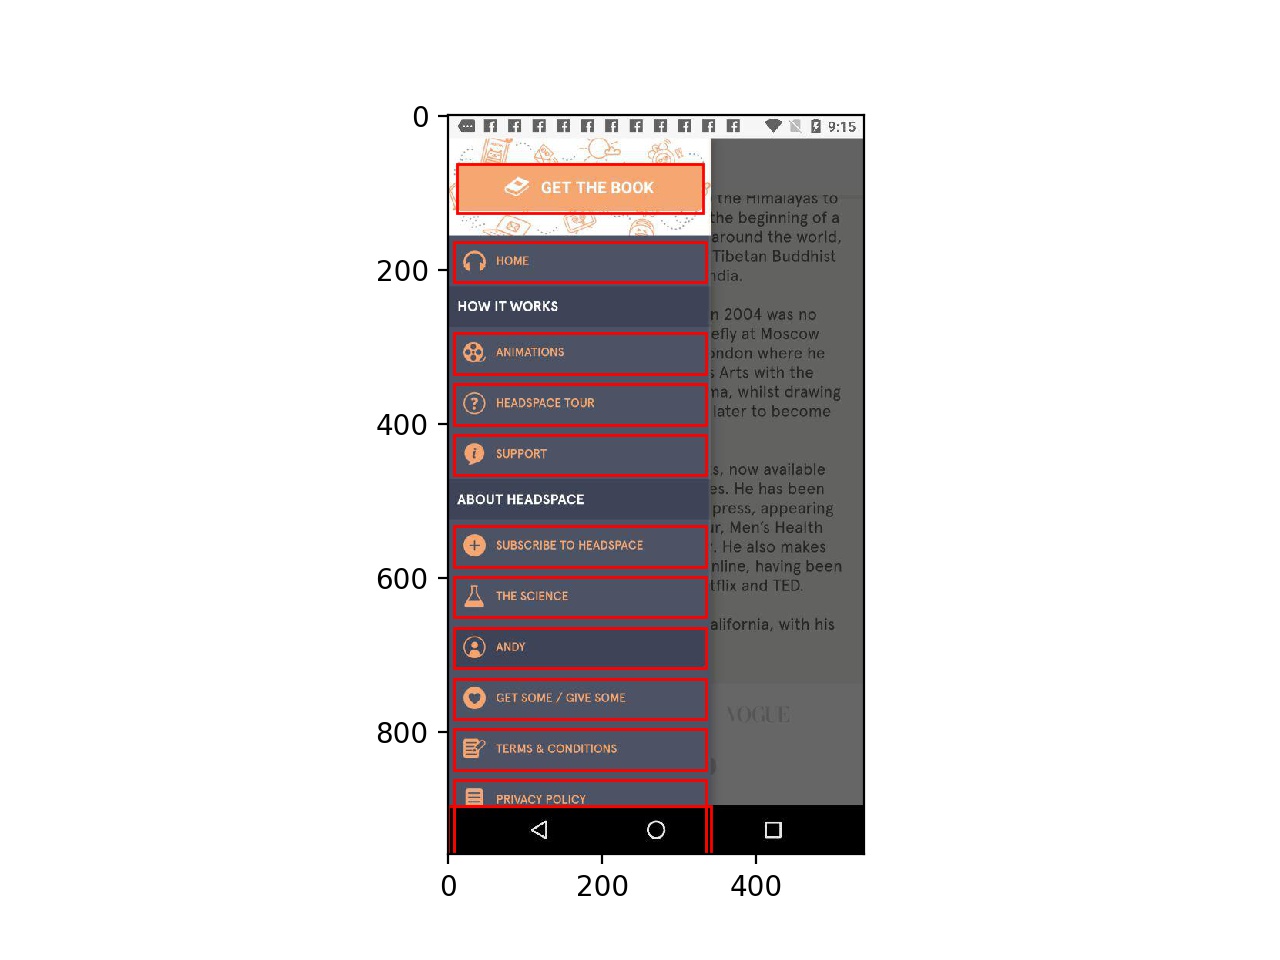 0
9:15
GET THE BOOK
the Himalayas to
the beginning of a
around the world,
Tibetan Buddhist
ndia.
200
HOME
HOW IT WORKS
n 2004 was no
efly at Moscow
ondon where he
s Arts with the
ma, whilst drawing
later to become
ANIMATIONS
HEADSPACE TOUR
400
SUPPORT
s, now available
es. He has been
press, appearing
ur, Men's Health
. He also makes
nline, having been
tflix and TED.
ABOUT HEADSPACE
SUBSCRIBE TO HEADSPACE
600
THE SCIENCE
alifornia, with his
ANDY
GET SOME / GIVE SOME
VOGUE
800
TERMS & CONDITIONS
PRIVACY POLICY
0 200 400